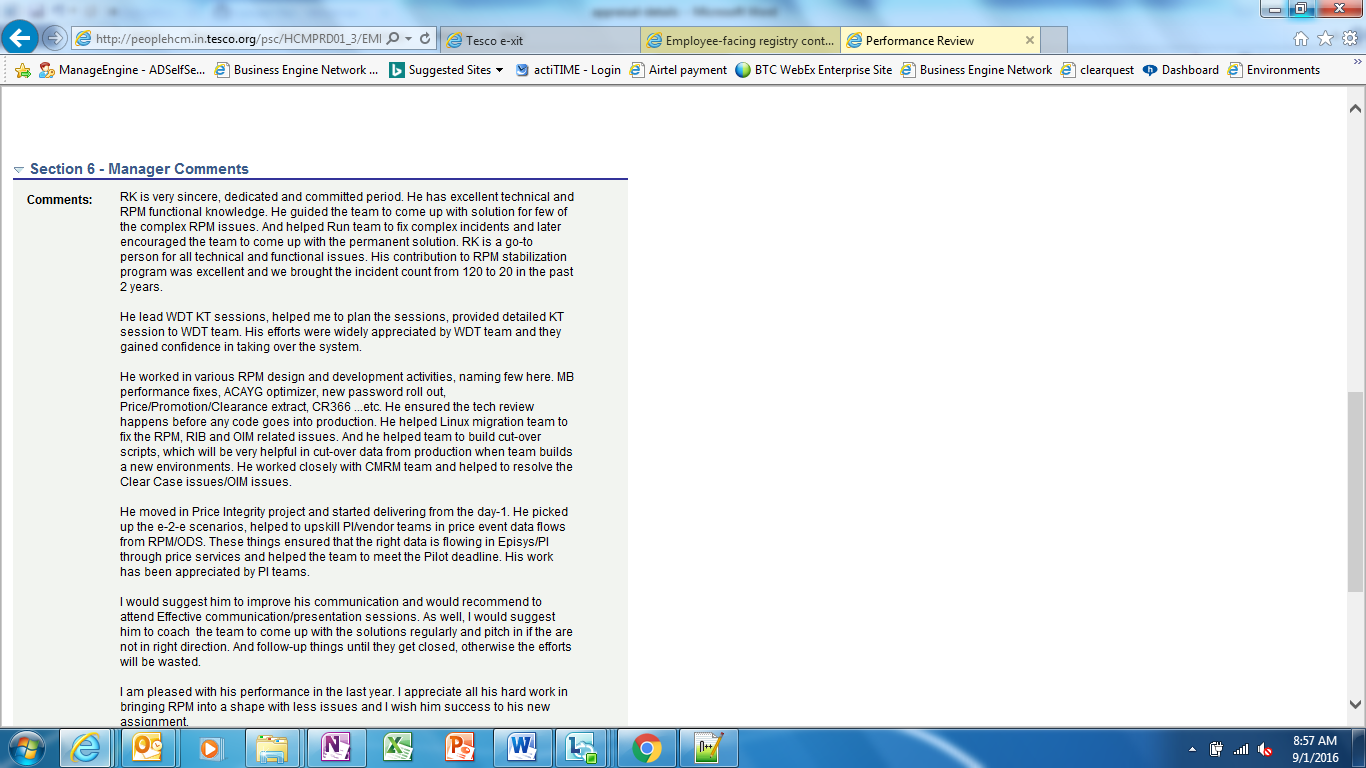 appraisal details - Microsoft Word
http://peoplehcm.in.tesco.org/psc/HCMPRD01_3/EMI
Tesco e-xit
Employee-facing registry cont...
Performance Review
ManageEngine - ADSelfSe...
Business Engine Network ...
Suggested Sites
actiTIME - Login
Airtel payment
BTC WebEx Enterprise Site
Business Engine Network
clearquest
Dashboard
Environments
Section 6 - Manager Comments
Comments:
RK is very sincere, dedicated and committed period. He has excellent technical and
RPM functional knowledge. He guided the team to come up with solution for few of
the complex RPM issues. And helped Run team to fix complex incidents and later
encouraged the team to come up with the permanent solution. RK is a go-to
person for all technical and functional issues. His contribution to RPM stabilization
program was excellent and we brought the incident count from 120 to 20 in the past
2 years.
He lead WDT KT sessions, helped me to plan the sessions, provided detailed KT
session to WDT team. His efforts were widely appreciated by WDT team and they
gained confidence in taking over the system.
He worked in various RPM design and development activities, naming few here. MB
performance fixes, ACAYG optimizer, new password roll out,
Price/Promotion/Clearance extract, CR366 ...etc. He ensured the tech review
happens before any code goes into production. He helped Linux migration team to
fix the RPM, RIB and OIM related issues. And he helped team to build cut-over
scripts, which will be very helpful in cut-over data from production when team builds
a new environments. He worked closely with CMRM team and helped to resolve the
Clear Case issues/OIM issues.
He moved in Price Integrity project and started delivering from the day-1. He picked
up the e-2-e scenarios, helped to upskill PI/vendor teams in price event data flows
from RPM/ODS. These things ensured that the right data is flowing in Episys/PI
through price services and helped the team to meet the Pilot deadline. His work
has been appreciated by PI teams.
I would suggest him to improve his communication and would recommend to
attend Effective communication/presentation sessions. As well, I would suggest
him to coach  the team to come up with the solutions regularly and pitch in if the are
not in right direction. And follow-up things until they get closed, otherwise the efforts
will be wasted.
I am pleased with his performance in the last year. I appreciate all his hard work in
bringing RPM into a shape with less issues and I wish him success to his new
assignment.
8:57 AM
9/1/2016